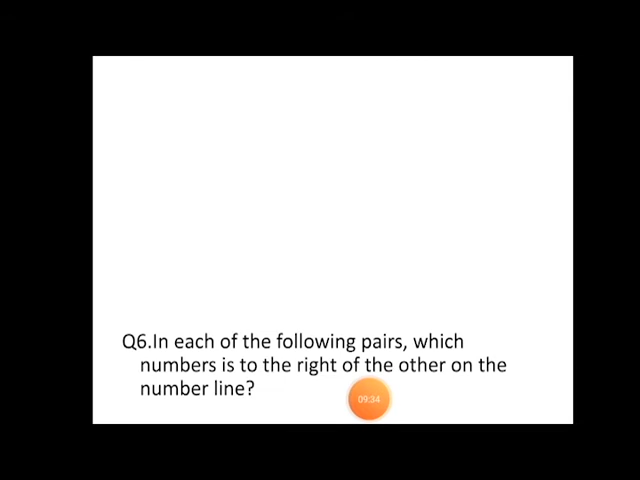 Q6.In each of the following pairs, which
numbers is to the right of the other on the
number line?
09:34